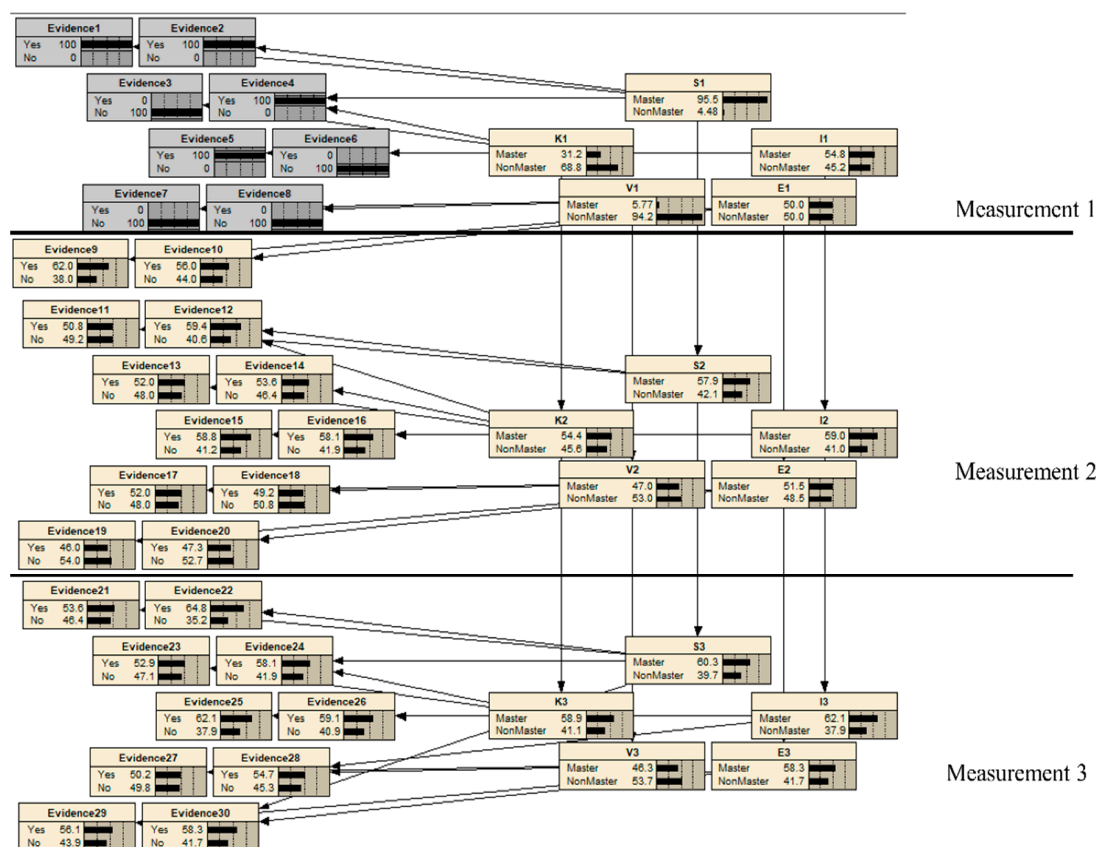 Evidence1
Yes 100
No 0
Evidence2
Yes 100
No 0
Evidence3
Yes 0
No 100
Evidence4
Yes 100
No 0
S1
Master 95.5
NonMaster 4.48
Evidence5
Yes 100
No 0
Evidence6
Yes 0
No 100
K1
Master 31.2
NonMaster 68.8
I1
Master 54.8
NonMaster 45.2
Evidence7
Yes 0
No 100
Evidence8
Yes 0
No 100
V1
Master 5.77
NonMaster 94.2
E1
Master 50.0
NonMaster 50.0
Measurement 1
Evidence9
Yes 62.0
No 38.0
Evidence10
Yes 56.0
No 44.0
Evidence11
Yes 50.8
No 49.2
Evidence12
Yes 59.4
No 40.6
Evidence13
Yes 52.0
No 48.0
Evidence14
Yes 53.6
No 46.4
S2
Master 57.9
NonMaster 42.1
Evidence15
Yes 58.8
No 41.2
Evidence16
Yes 58.1
No 41.9
K2
Master 54.4
NonMaster 45.6
I2
Master 59.0
NonMaster 41.0
Evidence17
Yes 52.0
No 48.0
Evidence18
Yes 49.2
No 50.8
V2
Master 47.0
NonMaster 53.0
E2
Master 51.5
NonMaster 48.5
Measurement 2
Evidence19
Yes 46.0
No 54.0
Evidence20
Yes 47.3
No 52.7
Evidence21
Yes 53.6
No 46.4
Evidence22
Yes 64.8
No 35.2
Evidence23
Yes 52.9
No 47.1
Evidence24
Yes 58.1
No 41.9
S3
Master 60.3
NonMaster 39.7
Evidence25
Yes 62.1
No 37.9
Evidence26
Yes 59.1
No 40.9
K3
Master 58.9
NonMaster 41.1
I3
Master 62.1
NonMaster 37.9
Evidence27
Yes 50.2
No 49.8
Evidence28
Yes 54.7
No 45.3
V3
Master 46.3
NonMaster 53.7
E3
Master 58.3
NonMaster 41.7
Measurement 3
Evidence29
Yes 56.1
No 43.9
Evidence30
Yes 58.3
No 41.7